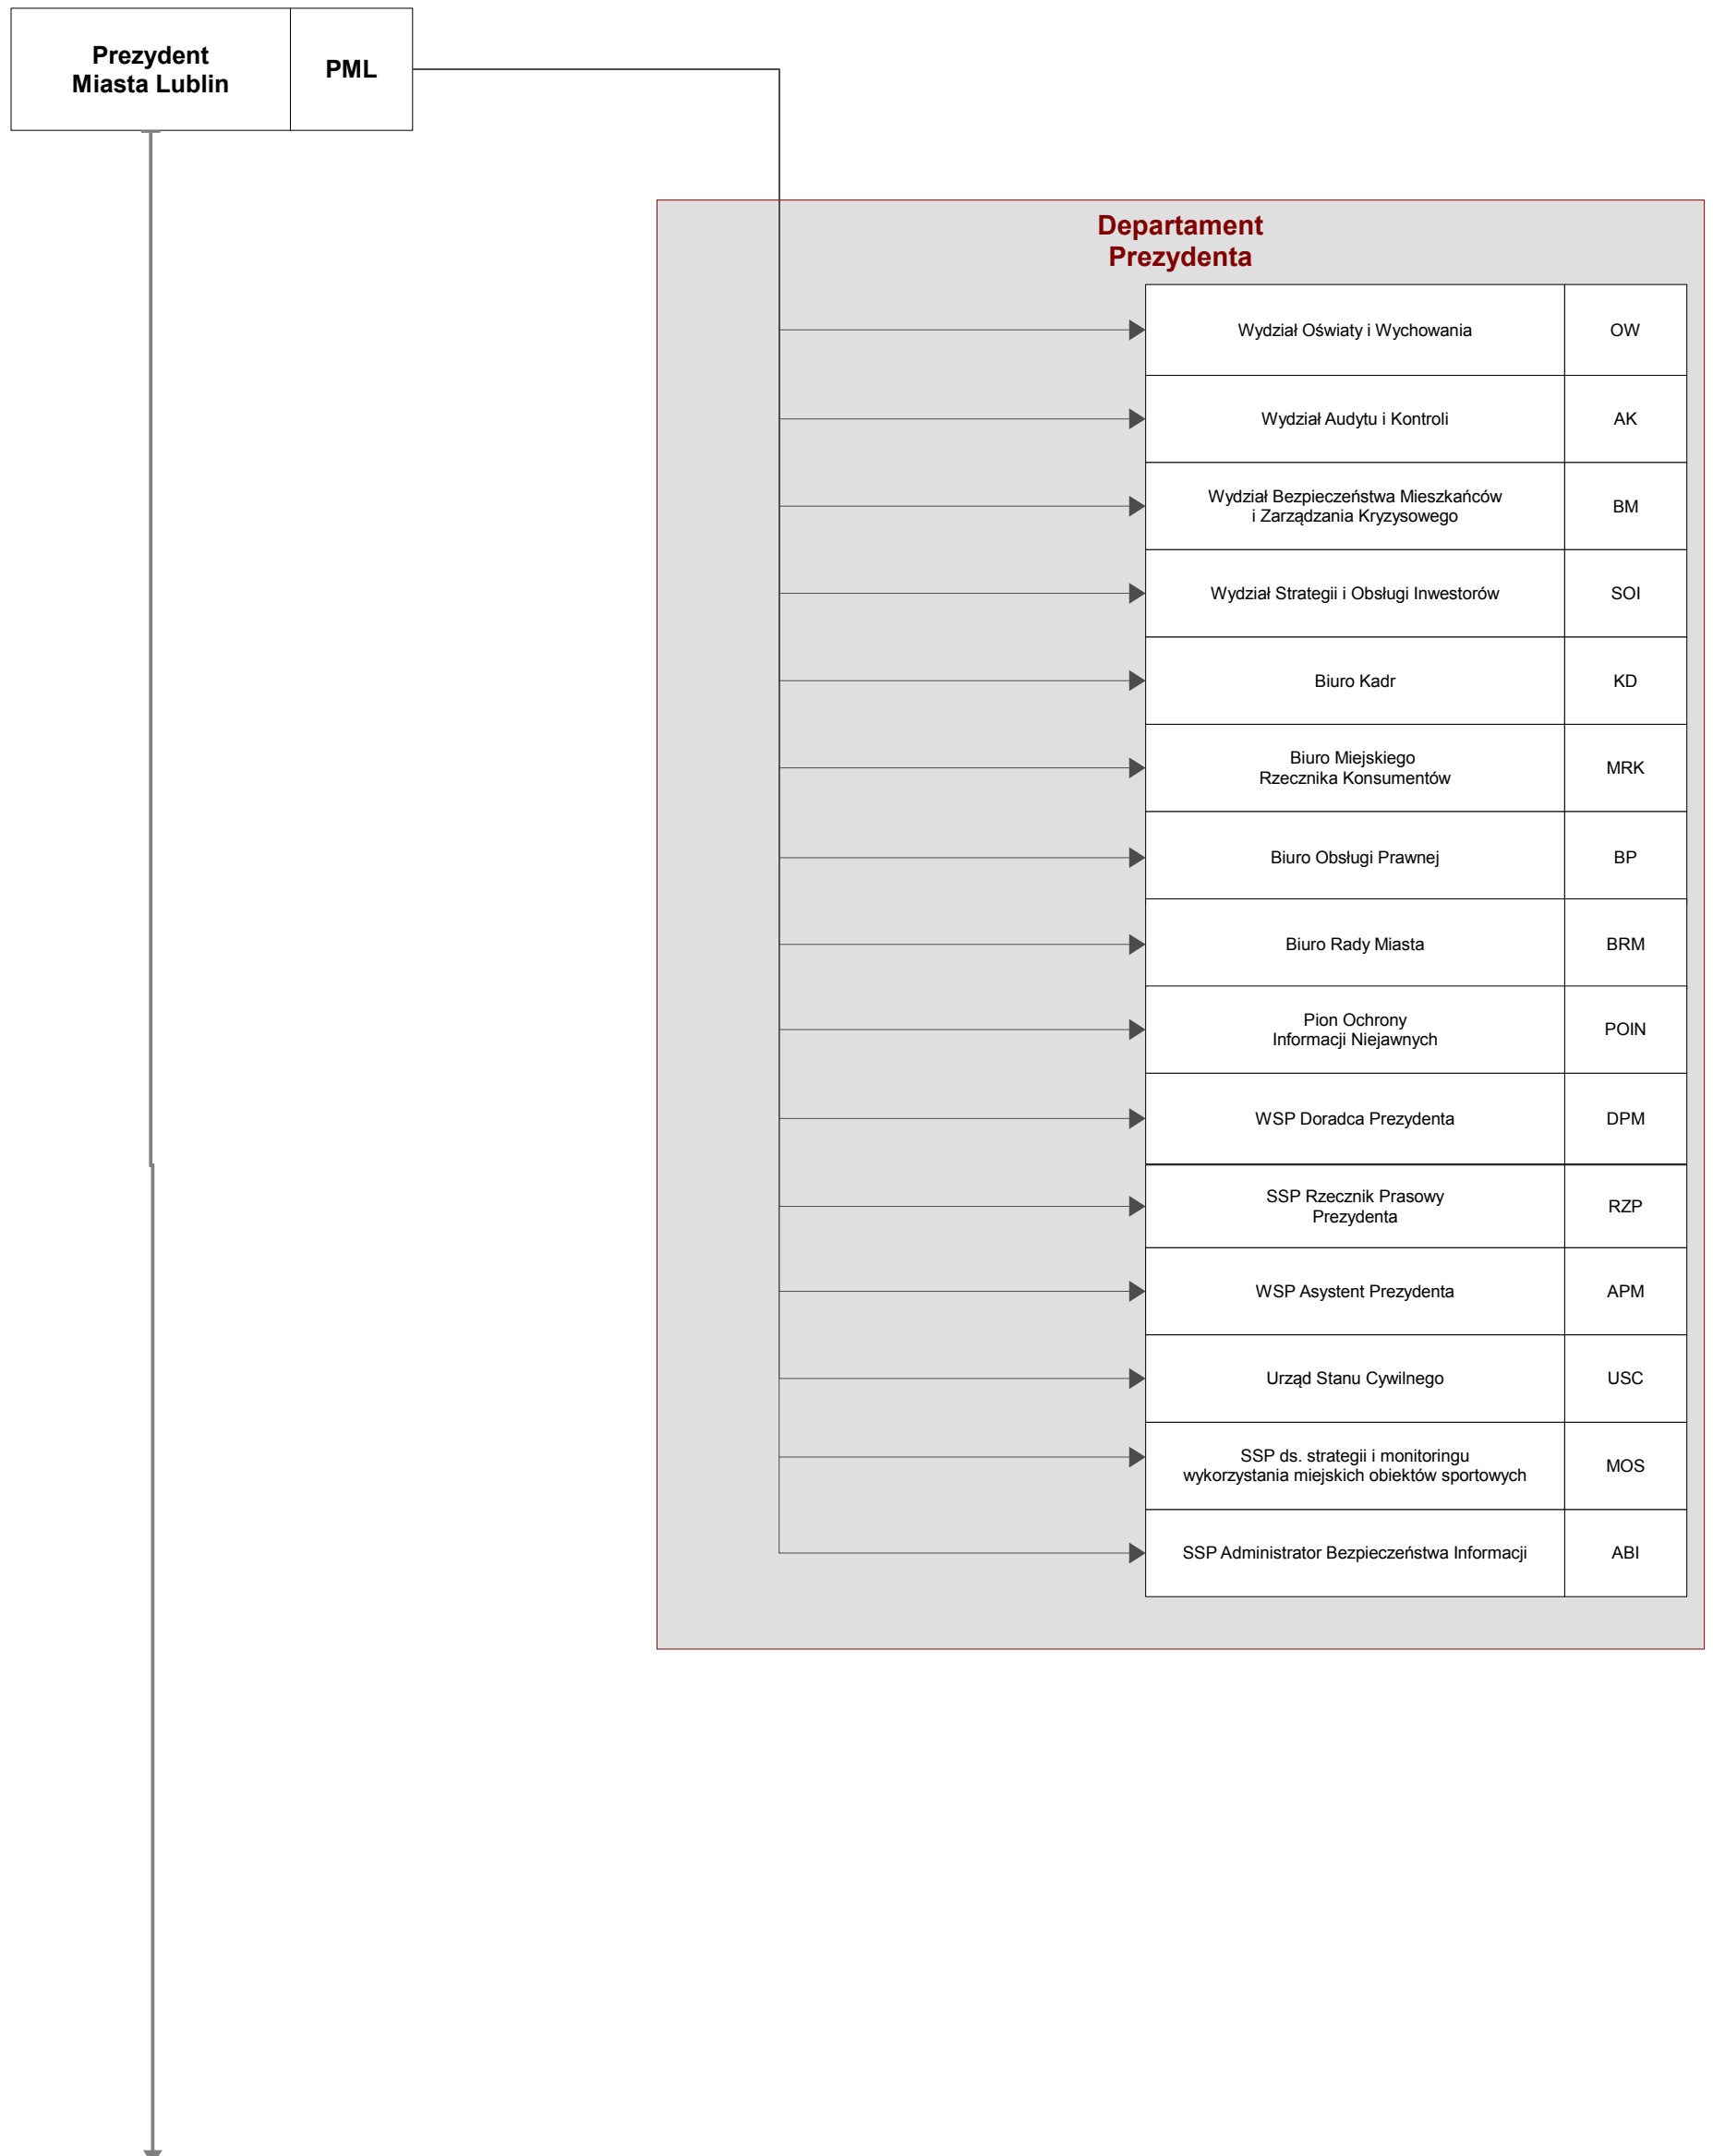 Prezydent
Miasta Lublin
PML
Departament
Prezydenta
Wydział Oświaty i Wychowania
OW
Wydział Audytu i Kontroli
AK
Wydział Bezpieczeństwa Mieszkańców
i Zarządzania Kryzysowego
BM
Wydział Strategii i Obsługi Inwestorów
SOI
Biuro Kadr
KD
Biuro Miejskiego
Rzecznika Konsumentów
MRK
Biuro Obsługi Prawnej
BP
Biuro Rady Miasta
BRM
Pion Ochrony
Informacji Niejawnych
POIN
WSP Doradca Prezydenta
DPM
SSP Rzecznik Prasowy
Prezydenta
RZP
WSP Asystent Prezydenta
APM
Urząd Stanu Cywilnego
USC
SSP ds. strategii i monitoringu
wykorzystania miejskich obiektów sportowych
MOS
SSP Administrator Bezpieczeństwa Informacji
ABI